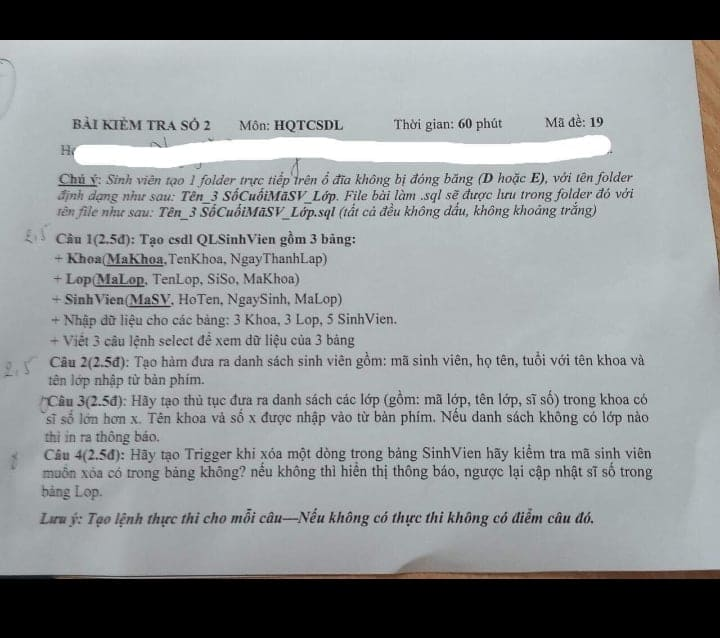 BÀI KIỂM TRA SỐ 2 Môn: HQTCSDL Thời gian: 60 phút Mã đề: 19
Chú ý: Sinh viên tạo 1 folder trực tiếp trên ổ đĩa không bị đóng băng (D hoặc E), với tên folder
định dạng như sau: Tên_3 SốCuốiMãSV_Lớp. File bài làm .sql sẽ được lưu trong folder đó với
tên file như sau: Tên_3 SốCuốiMãSV_Lớp.sql (tất cả đều không dấu, không khoảng trắng)
2,5 Câu 1(2.5đ): Tạo csdl QLSinhVien gồm 3 bảng:
+ Khoa(MaKhoa,TenKhoa, NgayThanhLap)
+ Lop(MaLop, TenLop, SiSo, MaKhoa)
+ SinhVien(MaSV, HoTen, NgaySinh, MaLop)
+ Nhập dữ liệu cho các bảng: 3 Khoa, 3 Lop, 5 SinhVien.
+ Viết 3 câu lệnh select để xem dữ liệu của 3 bảng
2,5 Câu 2(2.5đ): Tạo hàm đưa ra danh sách sinh viên gồm: mã sinh viên, họ tên, tuổi với tên khoa và
tên lớp nhập từ bàn phím.
Câu 3(2.5đ): Hãy tạo thủ tục đưa ra danh sách các lớp (gồm: mã lớp, tên lớp, sĩ số) trong khoa có
sĩ số lớn hơn x. Tên khoa và số x được nhập vào từ bàn phím. Nếu danh sách không có lớp nào
thì in ra thông báo.
Câu 4(2.5đ): Hãy tạo Trigger khi xóa một dòng trong bảng SinhVien hãy kiểm tra mã sinh viên
muốn xóa có trong bảng không? nếu không thì hiển thị thông báo, ngược lại cập nhật sĩ số trong
bảng Lop.
Lưu ý: Tạo lệnh thực thi cho mỗi câu—Nếu không có thực thi không có điểm câu đó.